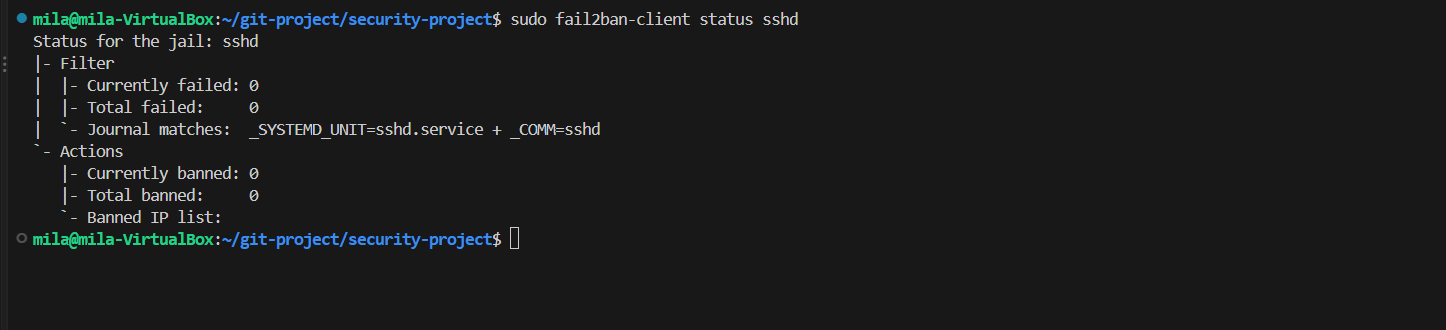 mila@mila-VirtualBox:~/git-project/security-project$ sudo fail2ban-client status sshd
Status for the jail: sshd
|- Filter
|  |- Currently failed: 0
|  |- Total failed:     0
|  `- Journal matches:  _SYSTEMD_UNIT=sshd.service + _COMM=sshd
`- Actions
   |- Currently banned: 0
   |- Total banned:     0
   `- Banned IP list:
mila@mila-VirtualBox:~/git-project/security-project$